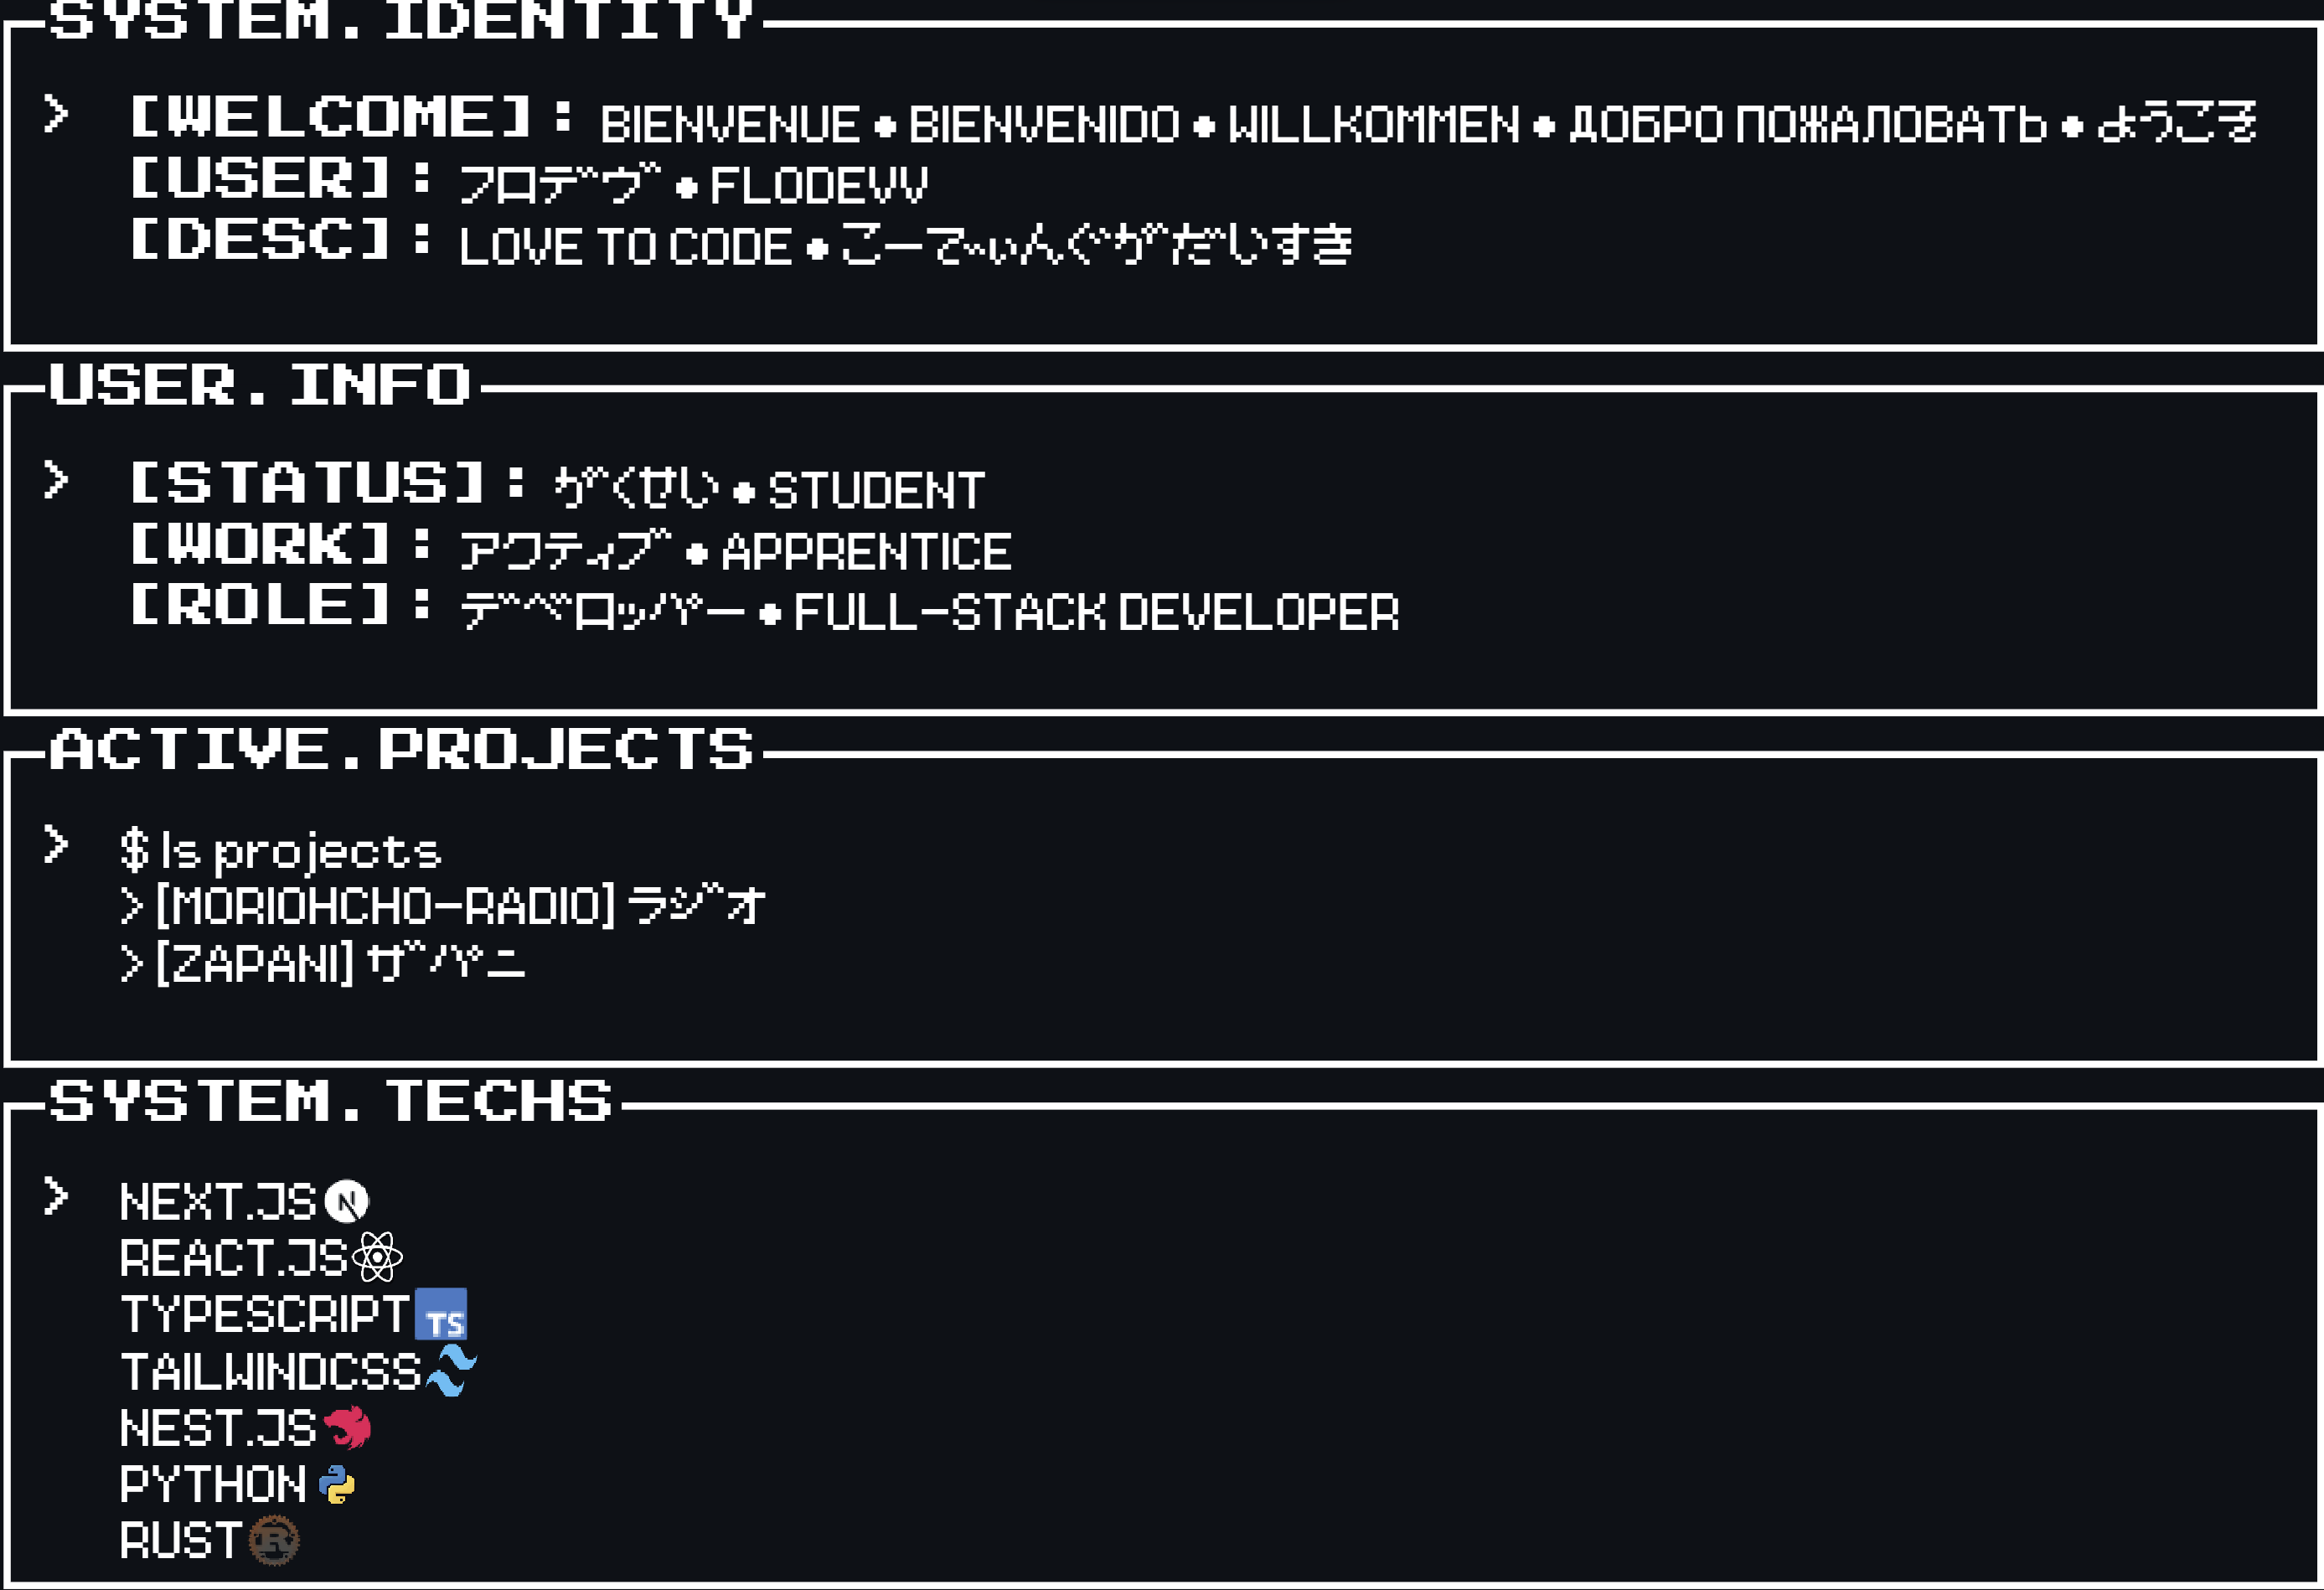 SYSTEM.IDENTITY
> [WELCOME]: BIENVENUE • BIENVENIDO • WILLKOMMEN • ДОБРО ПОЖАЛОВАТЬ • ようこそ
[USER]: フロデヴ • FLODEVV
[DESC]: LOVE TO CODE • こーでぃんぐがだいすき
USER.INFO
> [STATUS]: がくせい • STUDENT
[WORK]: アクティブ • APPRENTICE
[ROLE]: デベロッパー • FULL-STACK DEVELOPER
ACTIVE.PROJECTS
> $ ls projects
> [MORIOHCHO-RADIO] ラジオ
> [ZAPANI] ザパニ
SYSTEM.TECHS
> NEXT.JS N
REACT.JS
TYPESCRIPT TS
TAILWINDCSS
NEST.JS
PYTHON
RUST R